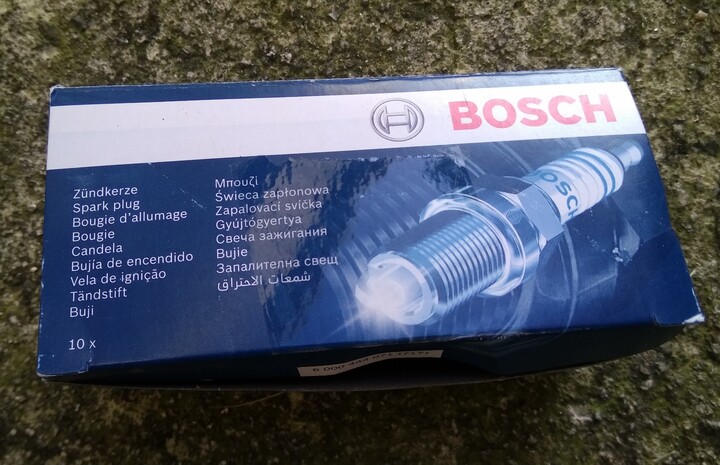 BOSCH
Zündkerze
Spark plug
Bougie d'allumage
Bougie
Candela
Bujía de encendido
Vela de ignição
Tändstift
Buji
10 x
Μπουζί
Świeca zapłonowa
Zapalovací svíčka
Gyújtógyertya
Свеча зажигания
Bujie
Запалителна свещ
شمعات الاحتراق
BOSCH